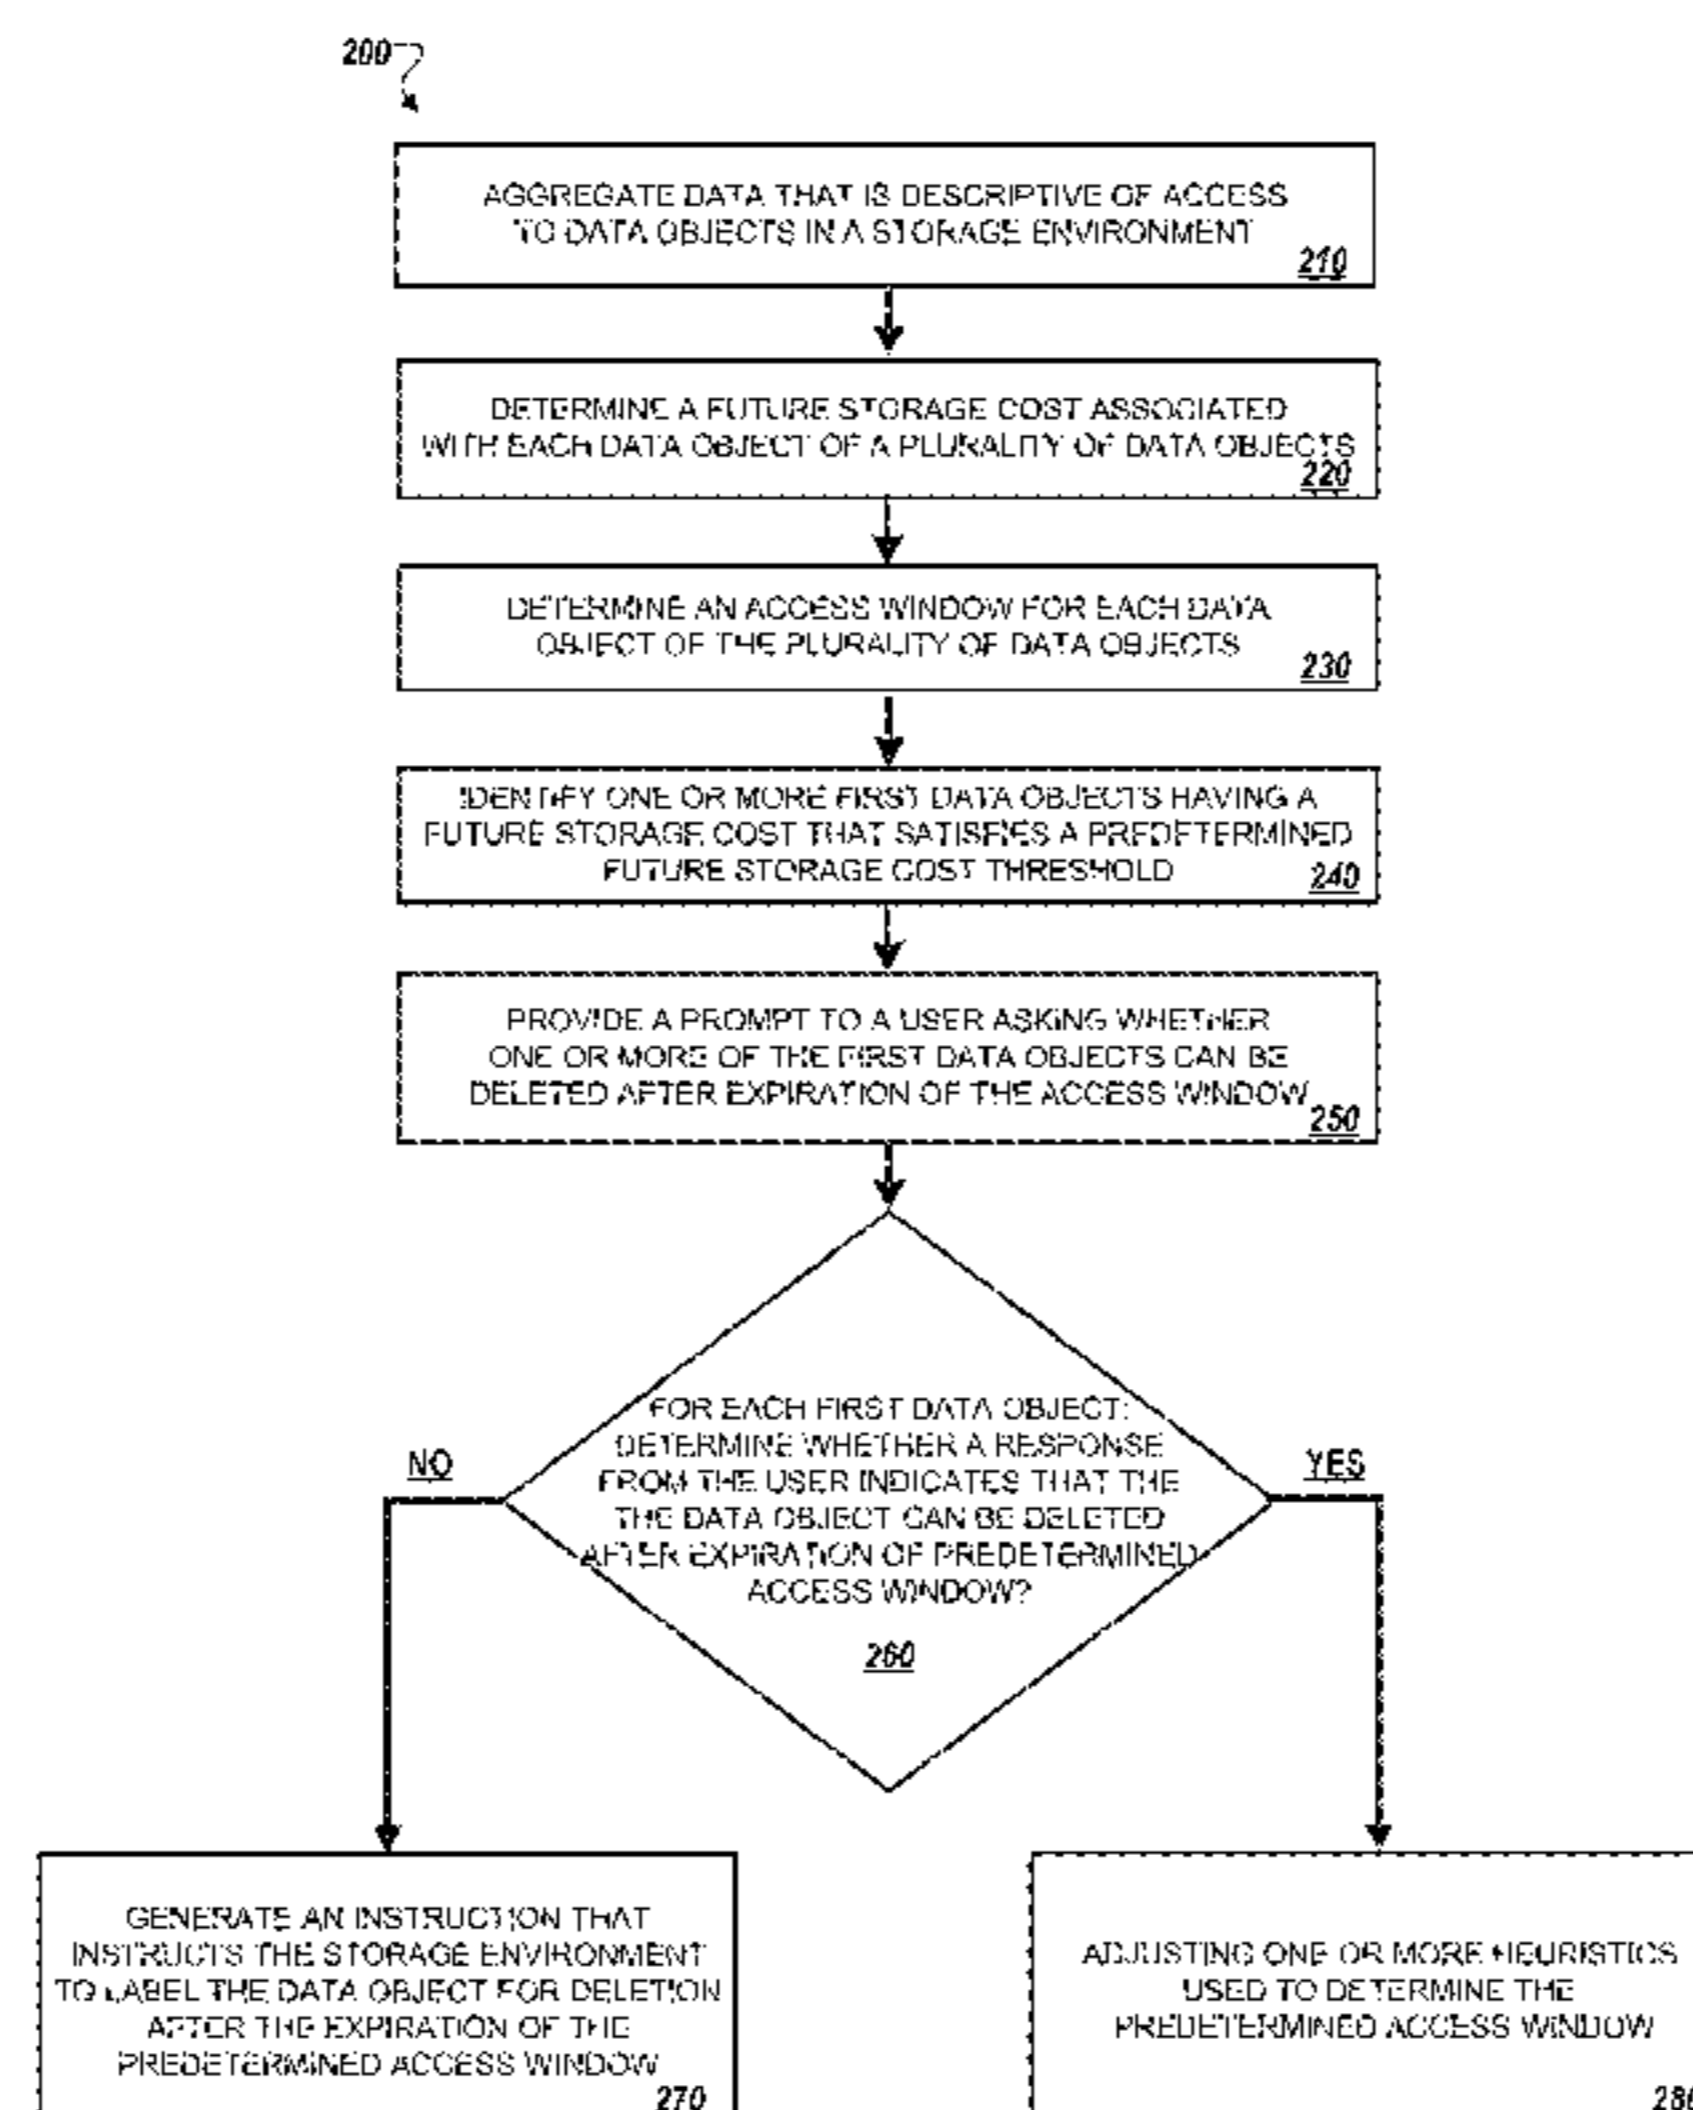 200
AGGREGATE DATA THAT IS DESCRIPTIVE OF ACCESS
TO DATA OBJECTS IN A STORAGE ENVIRONMENT
210
DETERMINE A FUTURE STORAGE COST ASSOCIATED
WITH EACH DATA OBJECT OF A PLURALITY OF DATA OBJECTS
220
DETERMINE AN ACCESS WINDOW FOR EACH DATA
OBJECT OF THE PLURALITY OF DATA OBJECTS
230
IDENTIFY ONE OR MORE FIRST DATA OBJECTS HAVING A
FUTURE STORAGE COST THAT SATISFIES A PREDETERMINED
FUTURE STORAGE COST THRESHOLD
240
PROVIDE A PROMPT TO A USER ASKING WHETHER
ONE OR MORE OF THE FIRST DATA OBJECTS CAN BE
DELETED AFTER EXPIRATION OF THE ACCESS WINDOW
250
FOR EACH FIRST DATA OBJECT:
DETERMINE WHETHER A RESPONSE
FROM THE USER INDICATES THAT THE
THE DATA OBJECT CAN BE DELETED
AFTER EXPIRATION OF PREDETERMINED
ACCESS WINDOW?
260
NO
YES
GENERATE AN INSTRUCTION THAT
INSTRUCTS THE STORAGE ENVIRONMENT
TO LABEL THE DATA OBJECT FOR DELETION
AFTER THE EXPIRATION OF THE
PREDETERMINED ACCESS WINDOW
270
ADJUSTING ONE OR MORE HEURISTICS
USED TO DETERMINE THE
PREDETERMINED ACCESS WINDOW
280